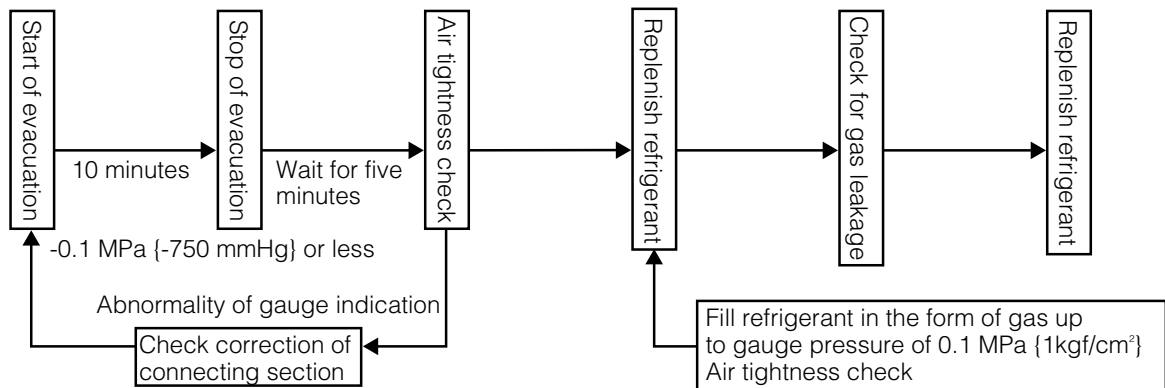 Start of evacuation
10 minutes
Stop of evacuation
Wait for five
minutes
Air tightness check
Replenish refrigerant
Check for gas
leakage
Replenish refrigerant
-0.1 MPa {-750 mmHg} or less
Abnormality of gauge indication
Check correction of
connecting section
Fill refrigerant in the form of gas up
to gauge pressure of 0.1 MPa {1kgf/cm²}
Air tightness check